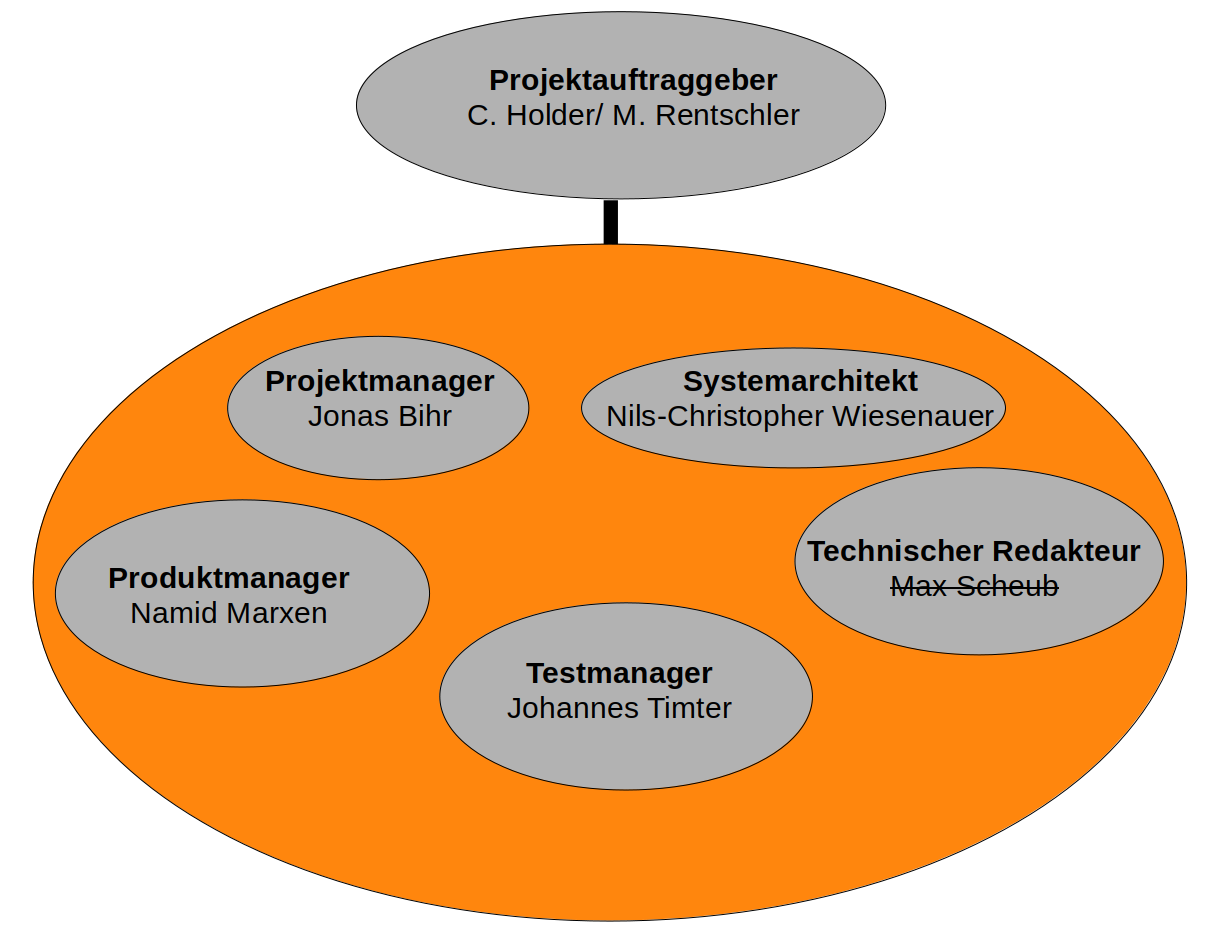 Projektauftraggeber
C. Holder/ M. Rentschler
Projektmanager
Jonas Bihr
Systemarchitekt
Nils-Christopher Wiesenauer
Technischer Redakteur
Max Scheub
Produktmanager
Namid Marxen
Testmanager
Johannes Timter